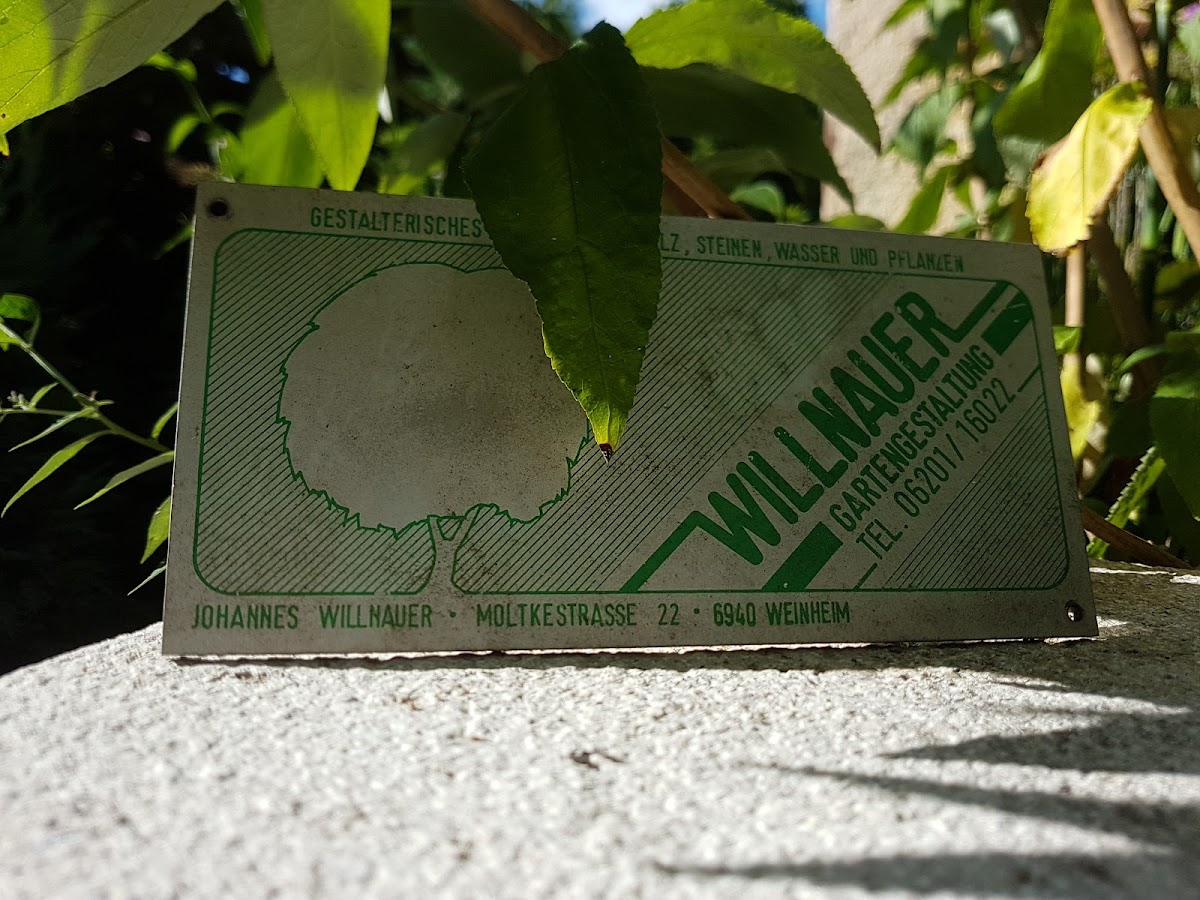 GESTALTERISCHES LZ, STEINEN, WASSER UND PFLANZEN
WILLNAUER
GARTENGESTALTUNG
TEL. 06201/16022
JOHANNES WILLNAUER · MOLTKESTRASSE 22 · 6940 WEINHEIM